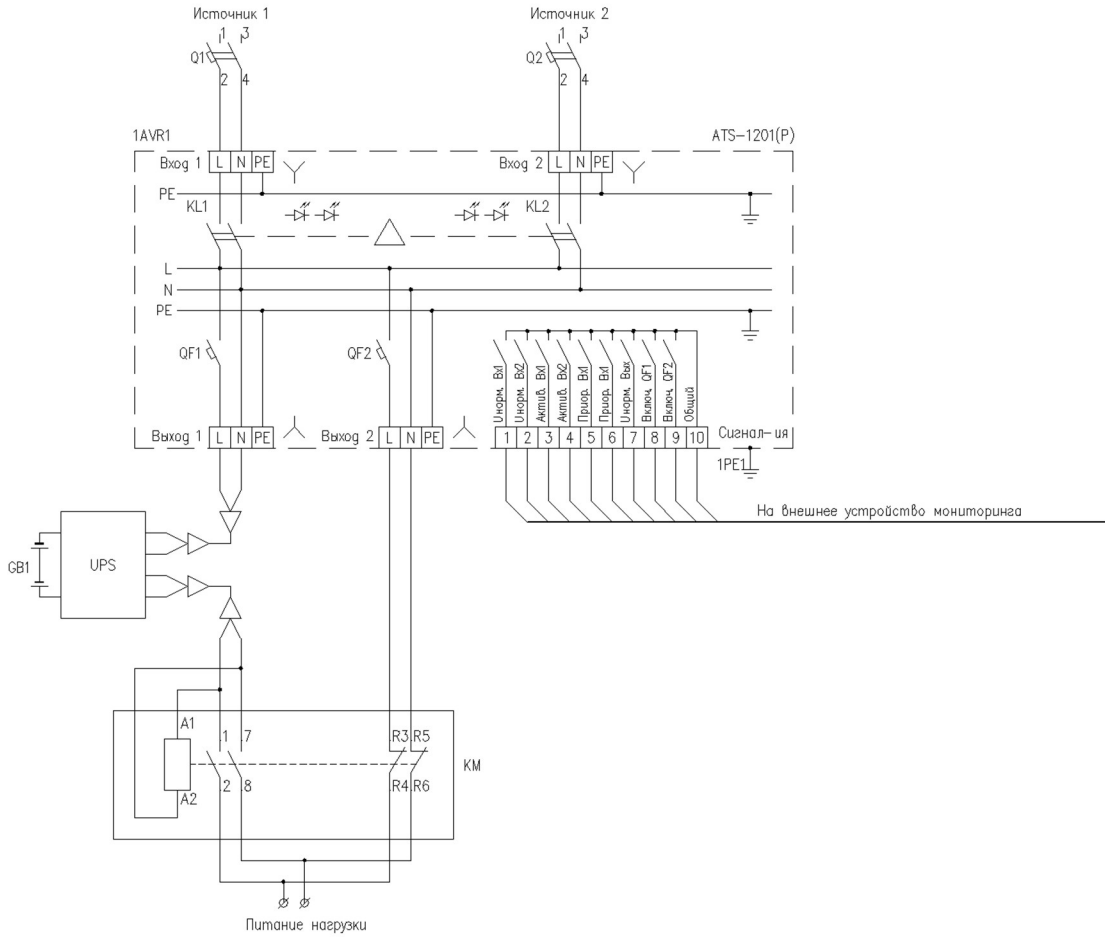 Источник 1
Источник 2
1 3
1 3
Q1
Q2
2 4
2 4
1AVR1
ATS-1201(P)
Вход 1 L N PE
Вход 2 L N PE
PE
KL1
KL2
L
N
PE
QF1
QF2
Uнорм. Вх1
Uнорм. Вх2
Актив. Вх1
Актив. Вх2
Приор. Вх1
Приор. Вх1
Uнорм. Вых
Включ. QF1
Включ. QF2
Общий
Выход 1 L N PE
Выход 2 L N PE
1 2 3 4 5 6 7 8 9 10
Сигнал-ия
1PE1
На внешнее устройство мониторинга
GB1
UPS
A1
.1 .7
.R3 .R5
KM
A2
.2 .8
.R4 .R6
Питание нагрузки